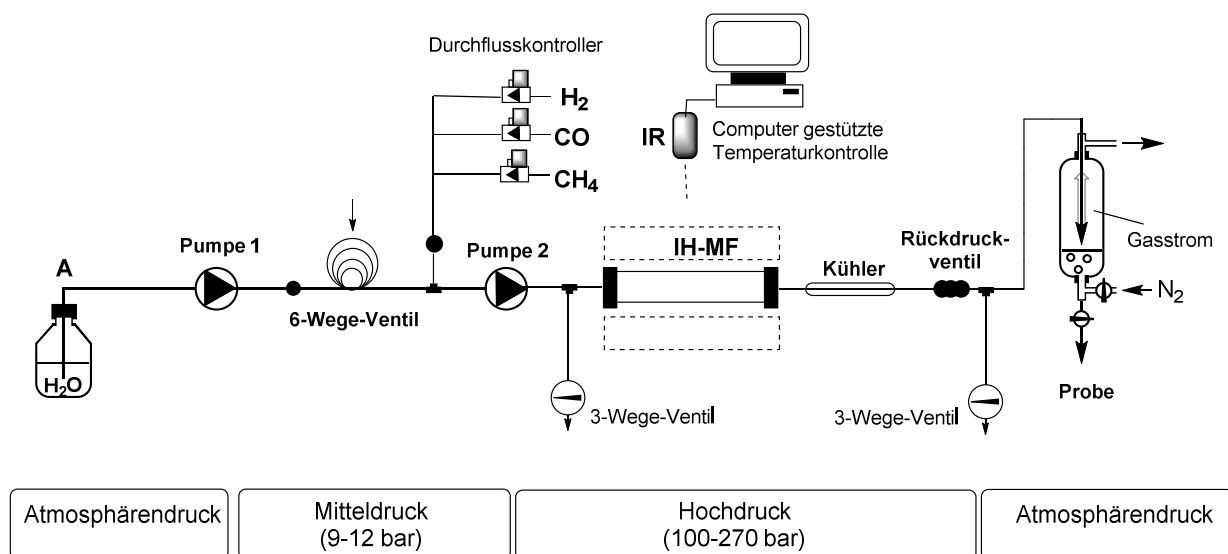 Durchflusskontroller
H₂
CO
CH₄
IR
Computer gestützte
Temperaturkontrolle
A
Pumpe 1
6-Wege-Ventil
Pumpe 2
IH-MF
Kühler
Rückdruck-
ventil
Gasstrom
N₂
H₂O
3-Wege-Ventil
3-Wege-Ventil
Probe
Atmosphärendruck
Mitteldruck
(9-12 bar)
Hochdruck
(100-270 bar)
Atmosphärendruck